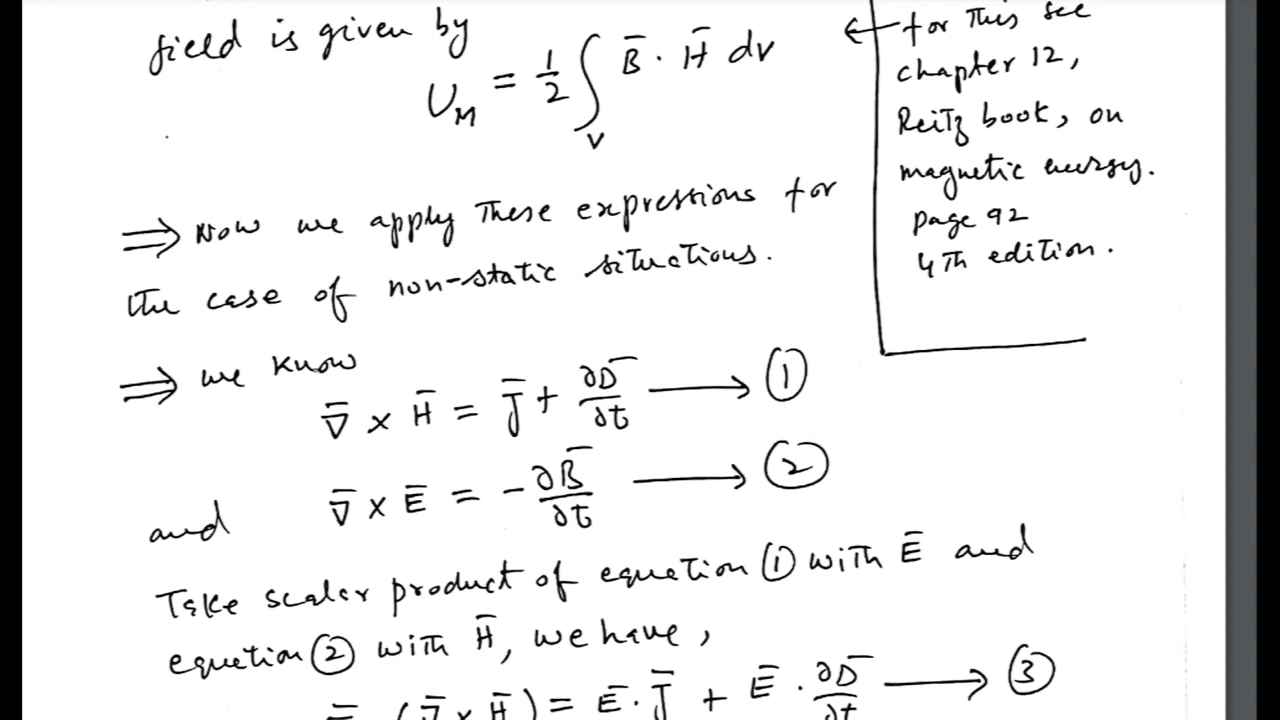 field is given by
U_M = 1/2 ∫_V B̄ · H̄ dv
← for this see
chapter 12,
Reitz book, on
magnetic energy.
page 92
4th edition.
⇒ Now we apply these expressions for
the case of non-static situations.
⇒ we know
∇̄ × H̄ = J̄ + ∂D̄/∂t ⟶ ①
and ∇̄ × Ē = - ∂B̄/∂t ⟶ ②
Take scalar product of equation ① with Ē and
equation ② with H̄, we have,
Ē · (∇̄ × H̄) = Ē · J̄ + Ē · ∂D̄/∂t ⟶ ③